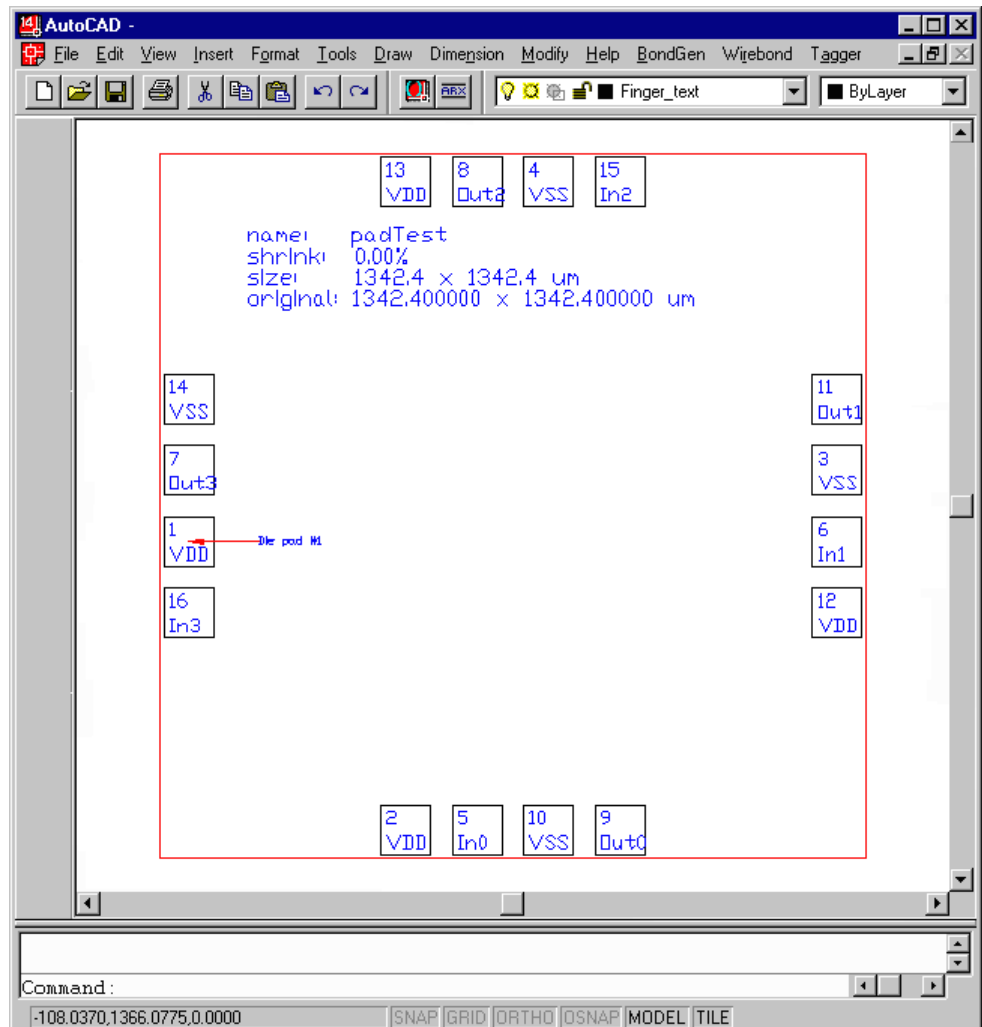 AutoCAD -
File Edit View Insert Format Tools Draw Dimension Modify Help BondGen Wirebond Tagger
ARX Finger_text ByLayer
13 8 4 15
VDD Out2 VSS In2
name: padTest
shrink: 0.00%
size: 1342.4 x 1342.4 um
original: 1342.400000 x 1342.400000 um
14 11
VSS Out1
7 3
Out3 VSS
1 6
VDD In1
Die pad #1
16 12
In3 VDD
2 5 10 9
VDD In0 VSS Out0
Command:
-108.0370,1366.0775,0.0000 SNAP GRID ORTHO OSNAP MODEL TILE